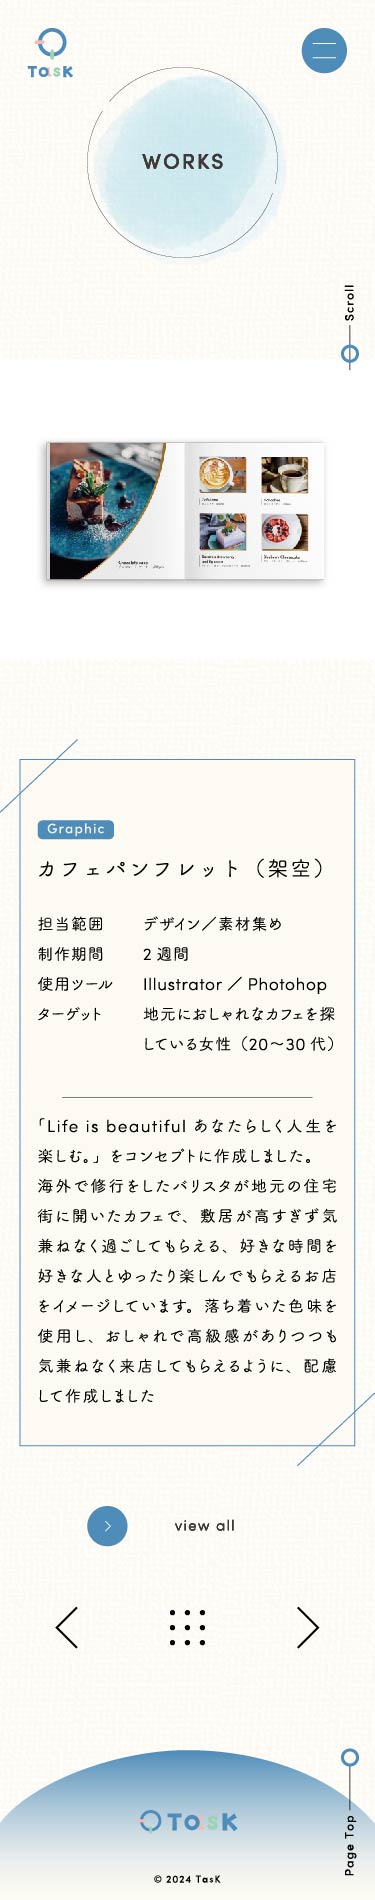 TasK
WORKS
Scroll
Graphic
カフェパンフレット（架空）
担当範囲 デザイン／素材集め
制作期間 2 週間
使用ツール Illustrator ／ Photohop
ターゲット 地元におしゃれなカフェを探
している女性（20〜30 代）
「Life is beautiful あなたらしく人生を
楽しむ。」をコンセプトに作成しました。
海外で修行をしたバリスタが地元の住宅
街に開いたカフェで、敷居が高すぎず気
兼ねなく過ごしてもらえる、好きな時間を
好きな人とゆったり楽しんでもらえるお店
をイメージしています。落ち着いた色味を
使用し、おしゃれで高級感がありつつも
気兼ねなく来店してもらえるように、配慮
して作成しました
view all
TasK
Page Top
© 2024 TasK